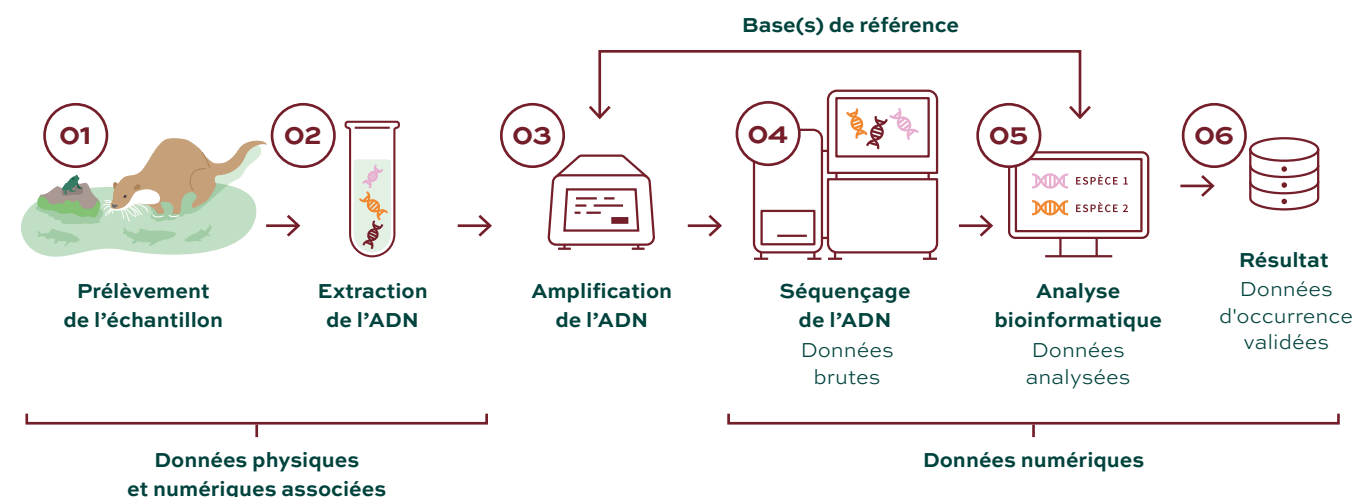 Base(s) de référence
01
02
03
04
05
06
ESPÈCE 1
ESPÈCE 2
Prélèvement
de l'échantillon
Extraction
de l'ADN
Amplification
de l'ADN
Séquençage
de l'ADN
Données
brutes
Analyse
bioinformatique
Données
analysées
Résultat
Données
d'occurrence
validées
Données physiques
et numériques associées
Données numériques